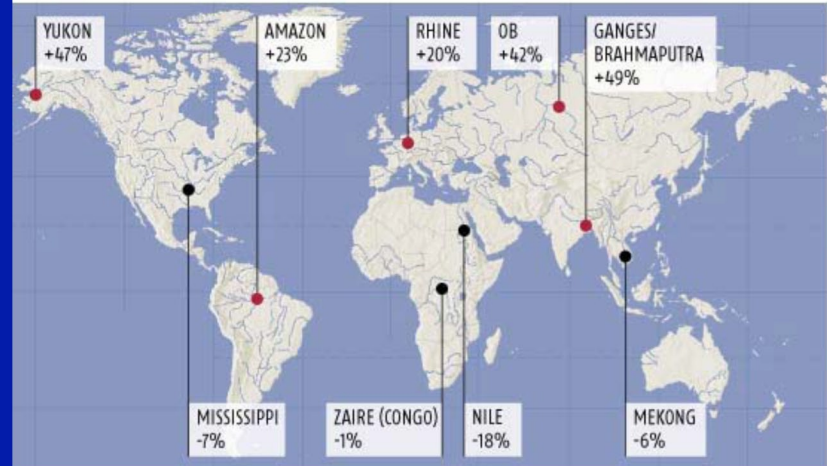 YUKON
+47%
AMAZON
+23%
RHINE
+20%
OB
+42%
GANGES/
BRAHMAPUTRA
+49%
MISSISSIPPI
-7%
ZAIRE (CONGO)
-1%
NILE
-18%
MEKONG
-6%